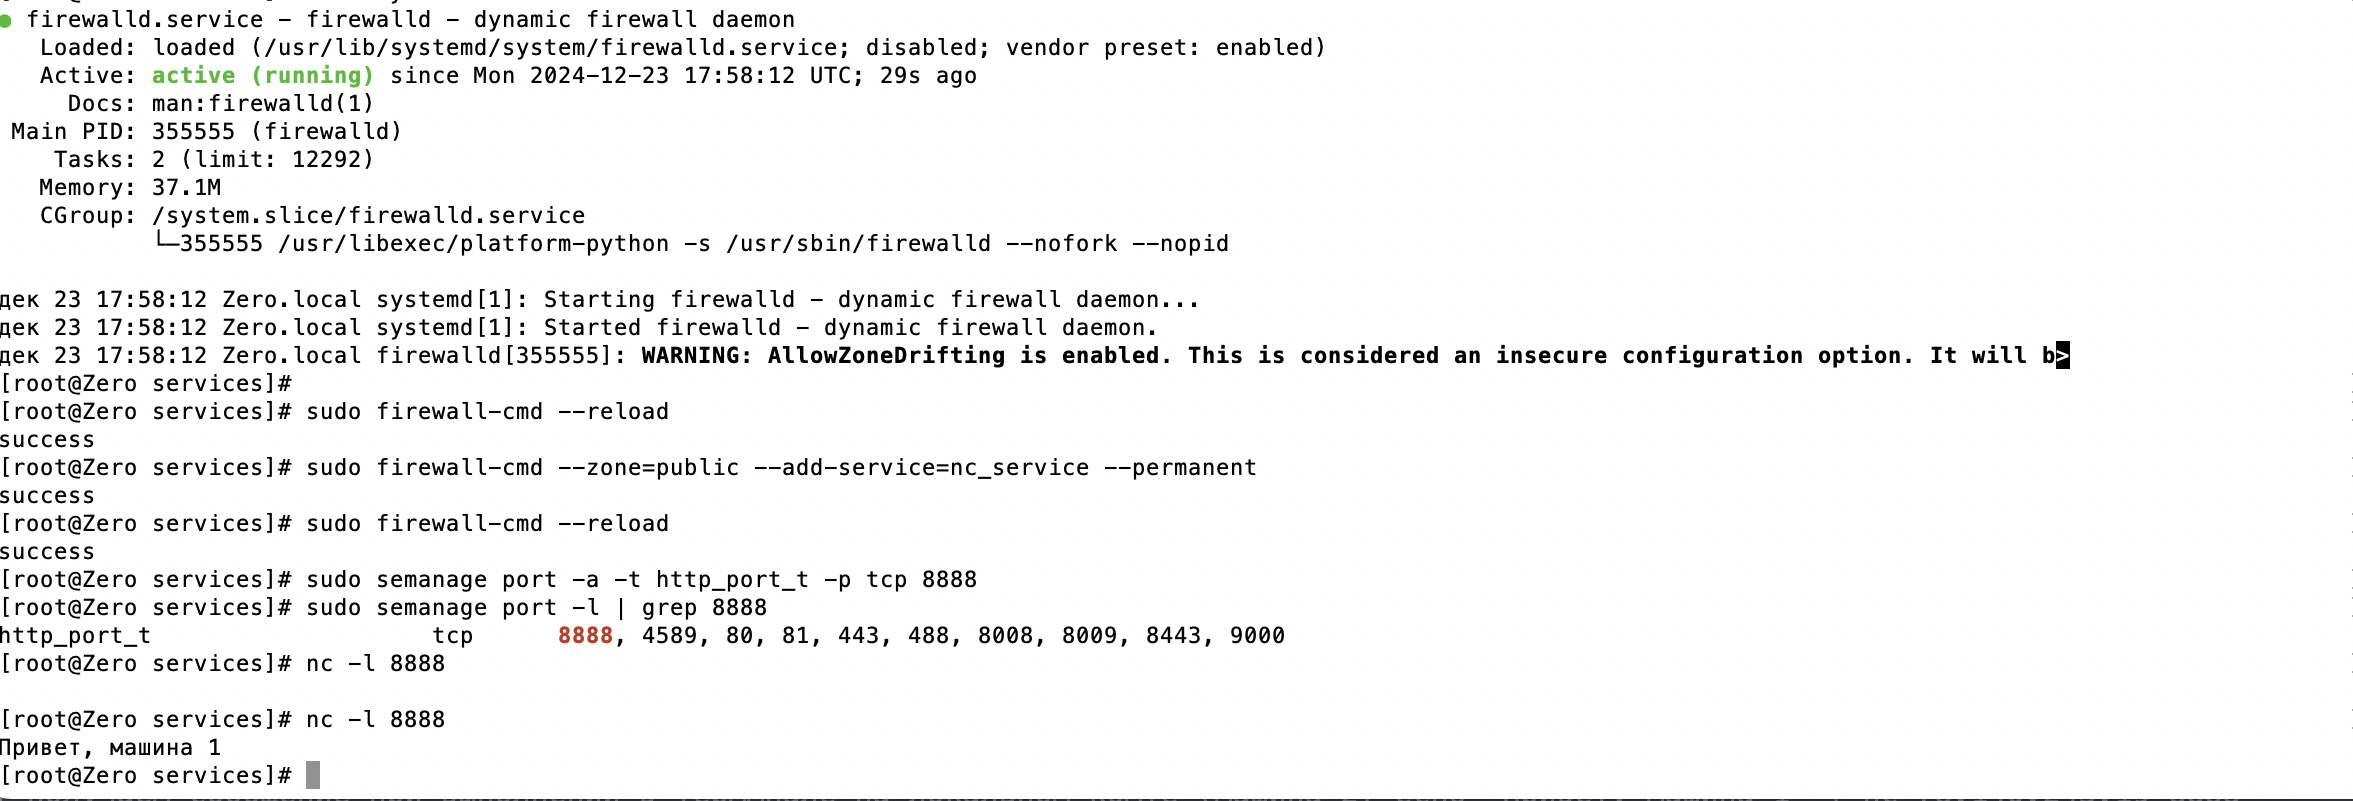 ● firewalld.service - firewalld - dynamic firewall daemon
   Loaded: loaded (/usr/lib/systemd/system/firewalld.service; disabled; vendor preset: enabled)
   Active: active (running) since Mon 2024-12-23 17:58:12 UTC; 29s ago
     Docs: man:firewalld(1)
 Main PID: 355555 (firewalld)
    Tasks: 2 (limit: 12292)
   Memory: 37.1M
   CGroup: /system.slice/firewalld.service
           └─355555 /usr/libexec/platform-python -s /usr/sbin/firewalld --nofork --nopid

дек 23 17:58:12 Zero.local systemd[1]: Starting firewalld - dynamic firewall daemon...
дек 23 17:58:12 Zero.local systemd[1]: Started firewalld - dynamic firewall daemon.
дек 23 17:58:12 Zero.local firewalld[355555]: WARNING: AllowZoneDrifting is enabled. This is considered an insecure configuration option. It will b>
[root@Zero services]#
[root@Zero services]# sudo firewall-cmd --reload
success
[root@Zero services]# sudo firewall-cmd --zone=public --add-service=nc_service --permanent
success
[root@Zero services]# sudo firewall-cmd --reload
success
[root@Zero services]# sudo semanage port -a -t http_port_t -p tcp 8888
[root@Zero services]# sudo semanage port -l | grep 8888
http_port_t                    tcp      8888, 4589, 80, 81, 443, 488, 8008, 8009, 8443, 9000
[root@Zero services]# nc -l 8888

[root@Zero services]# nc -l 8888
Привет, машина 1
[root@Zero services]#